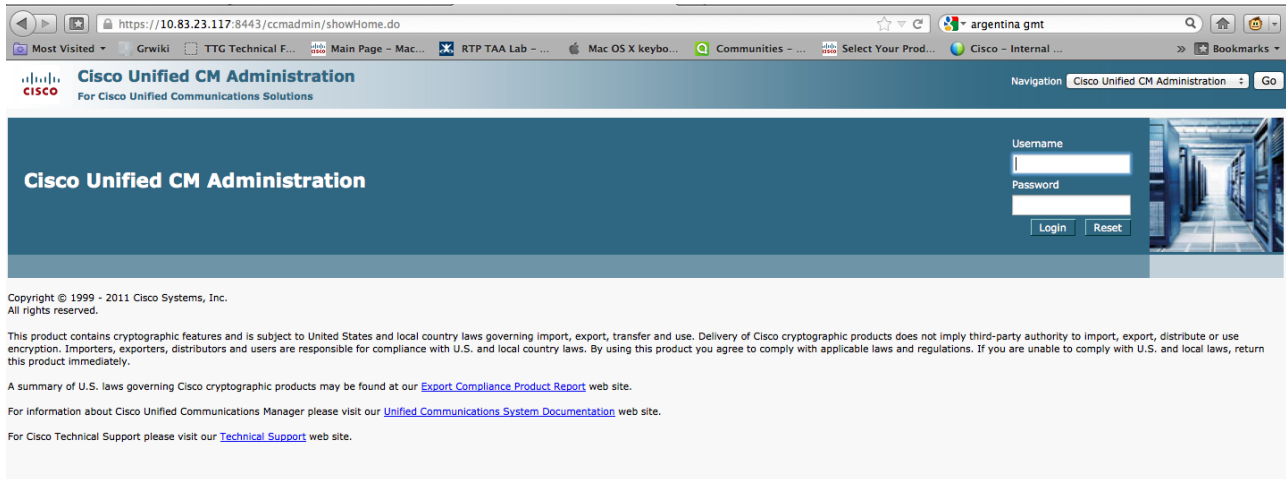 https://10.83.23.117:8443/ccmadmin/showHome.do
argentina gmt
Most Visited
Grwiki
TTG Technical F...
Main Page – Mac...
RTP TAA Lab – ...
Mac OS X keybo...
Communities – ...
Select Your Prod...
Cisco – Internal ...
Bookmarks
CISCO
Cisco Unified CM Administration
For Cisco Unified Communications Solutions
Navigation Cisco Unified CM Administration Go
Cisco Unified CM Administration
Username
Password
Login Reset
Copyright © 1999 - 2011 Cisco Systems, Inc.
All rights reserved.
This product contains cryptographic features and is subject to United States and local country laws governing import, export, transfer and use. Delivery of Cisco cryptographic products does not imply third-party authority to import, export, distribute or use
encryption. Importers, exporters, distributors and users are responsible for compliance with U.S. and local country laws. By using this product you agree to comply with applicable laws and regulations. If you are unable to comply with U.S. and local laws, return
this product immediately.
A summary of U.S. laws governing Cisco cryptographic products may be found at our Export Compliance Product Report web site.
For information about Cisco Unified Communications Manager please visit our Unified Communications System Documentation web site.
For Cisco Technical Support please visit our Technical Support web site.